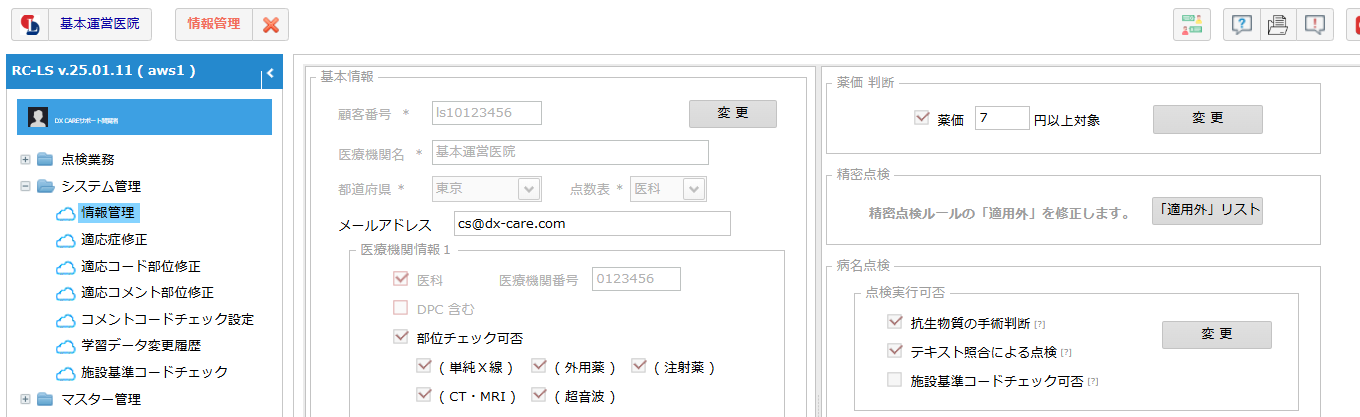 基本運営医院
情報管理
RC-LS v.25.01.11 ( aws1 )
DX CAREサポート開発者
点検業務
システム管理
情報管理
適応症修正
適応コード部位修正
適応コメント部位修正
コメントコードチェック設定
学習データ変更履歴
施設基準コードチェック
マスター管理
基本情報
顧客番号 * ls10123456 変 更
医療機関名 * 基本運営医院
都道府県 * 東京 点数表 * 医科
メールアドレス cs@dx-care.com
医療機関情報 1
医科 医療機関番号 0123456
DPC 含む
部位チェック可否
( 単純Ｘ線 ) ( 外用薬 ) ( 注射薬 )
( CT・MRI ) ( 超音波 )
薬価 判断
薬価 7 円以上対象 変 更
精密点検
精密点検ルールの「適用外」を修正します。 「適用外」リスト
病名点検
点検実行可否
抗生物質の手術判断 [?] 変 更
テキスト照合による点検 [?]
施設基準コードチェック可否 [?]